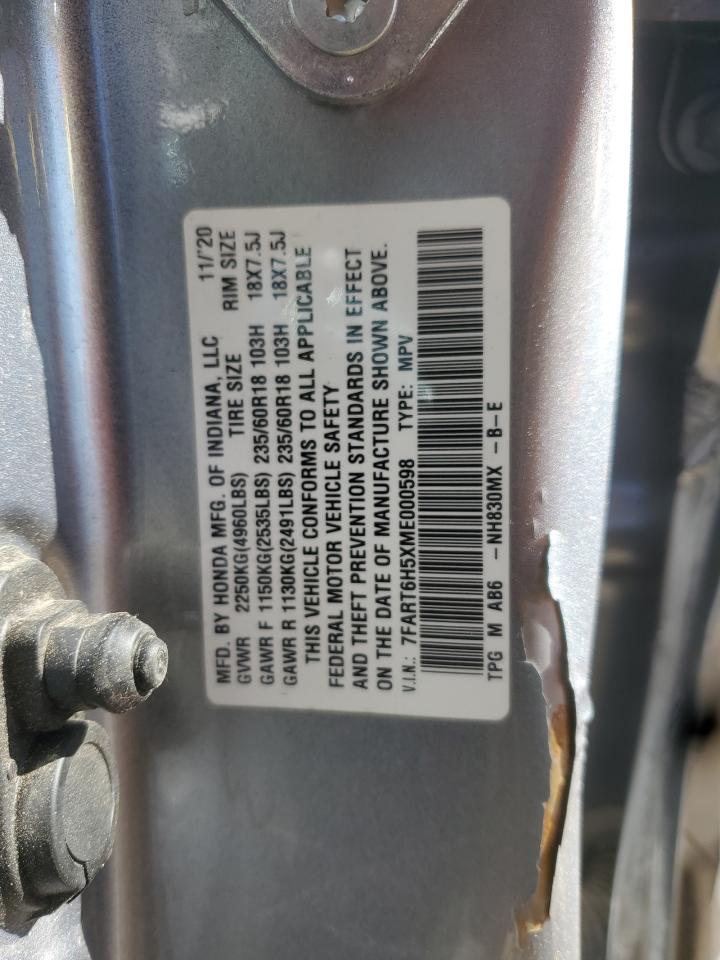 MFD. BY HONDA MFG. OF INDIANA, LLC 11/'20
GVWR 2250KG(4960LBS) TIRE SIZE RIM SIZE
GAWR F 1150KG(2535LBS) 235/60R18 103H 18X7.5J
GAWR R 1130KG(2491LBS) 235/60R18 103H 18X7.5J
THIS VEHICLE CONFORMS TO ALL APPLICABLE
FEDERAL MOTOR VEHICLE SAFETY
AND THEFT PREVENTION STANDARDS IN EFFECT
ON THE DATE OF MANUFACTURE SHOWN ABOVE.
V.I.N.: 7FART6H5XME000598 TYPE: MPV
TPG M AB6 -NH830MX -B-E